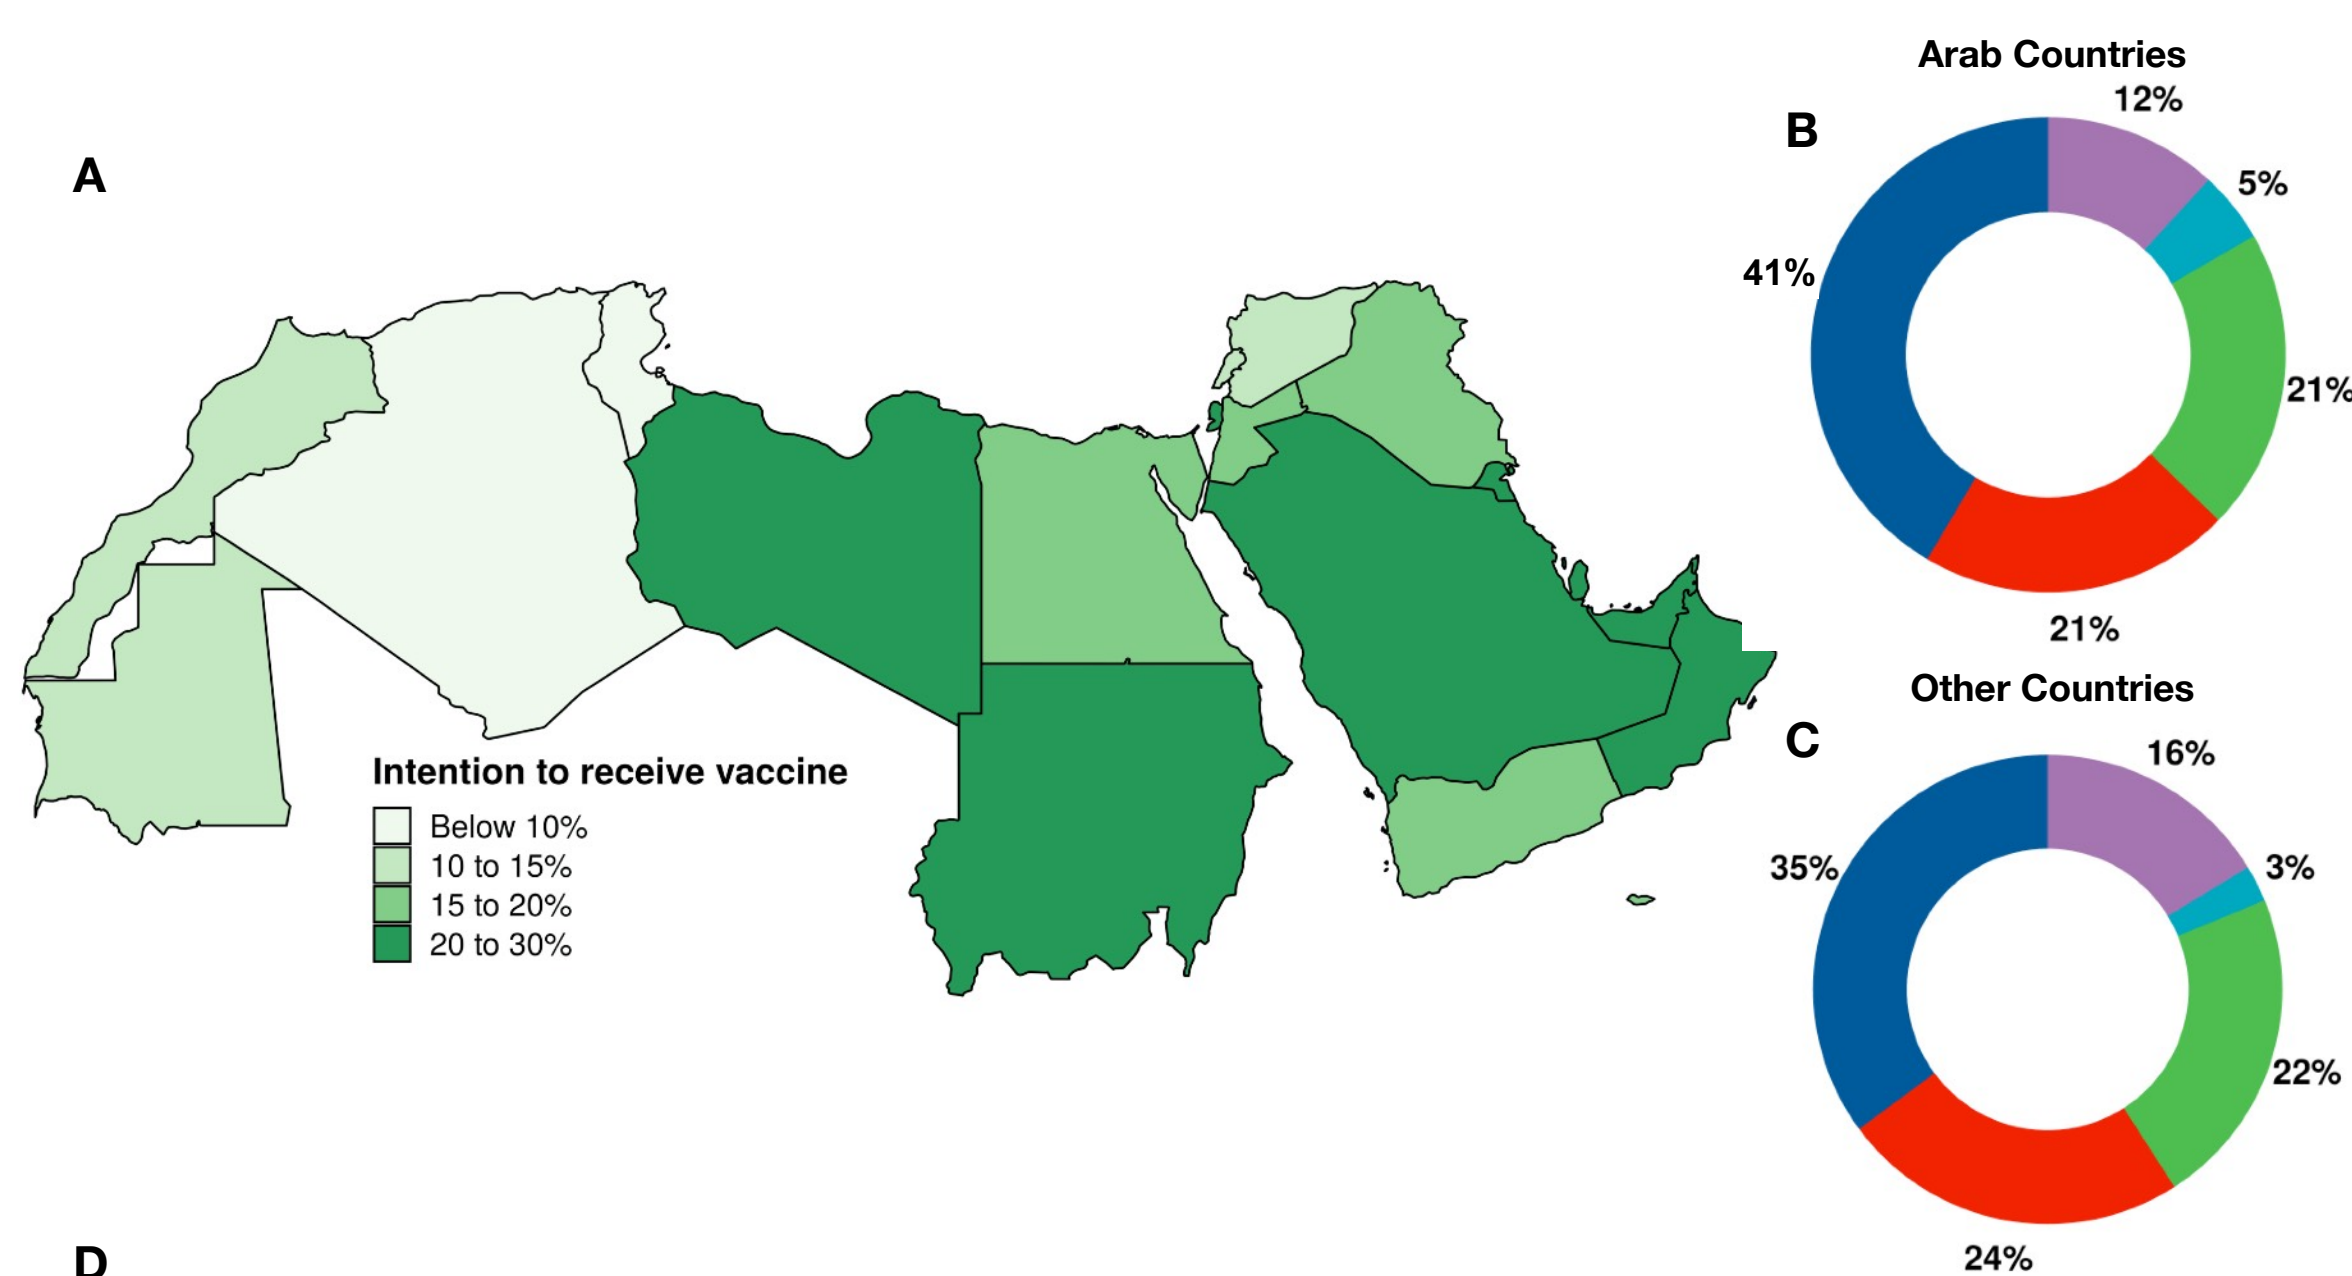 A
Intention to receive vaccine
Below 10%
10 to 15%
15 to 20%
20 to 30%
Arab Countries
B
12%
5%
41%
21%
21%
Other Countries
C
16%
3%
35%
22%
24%
D